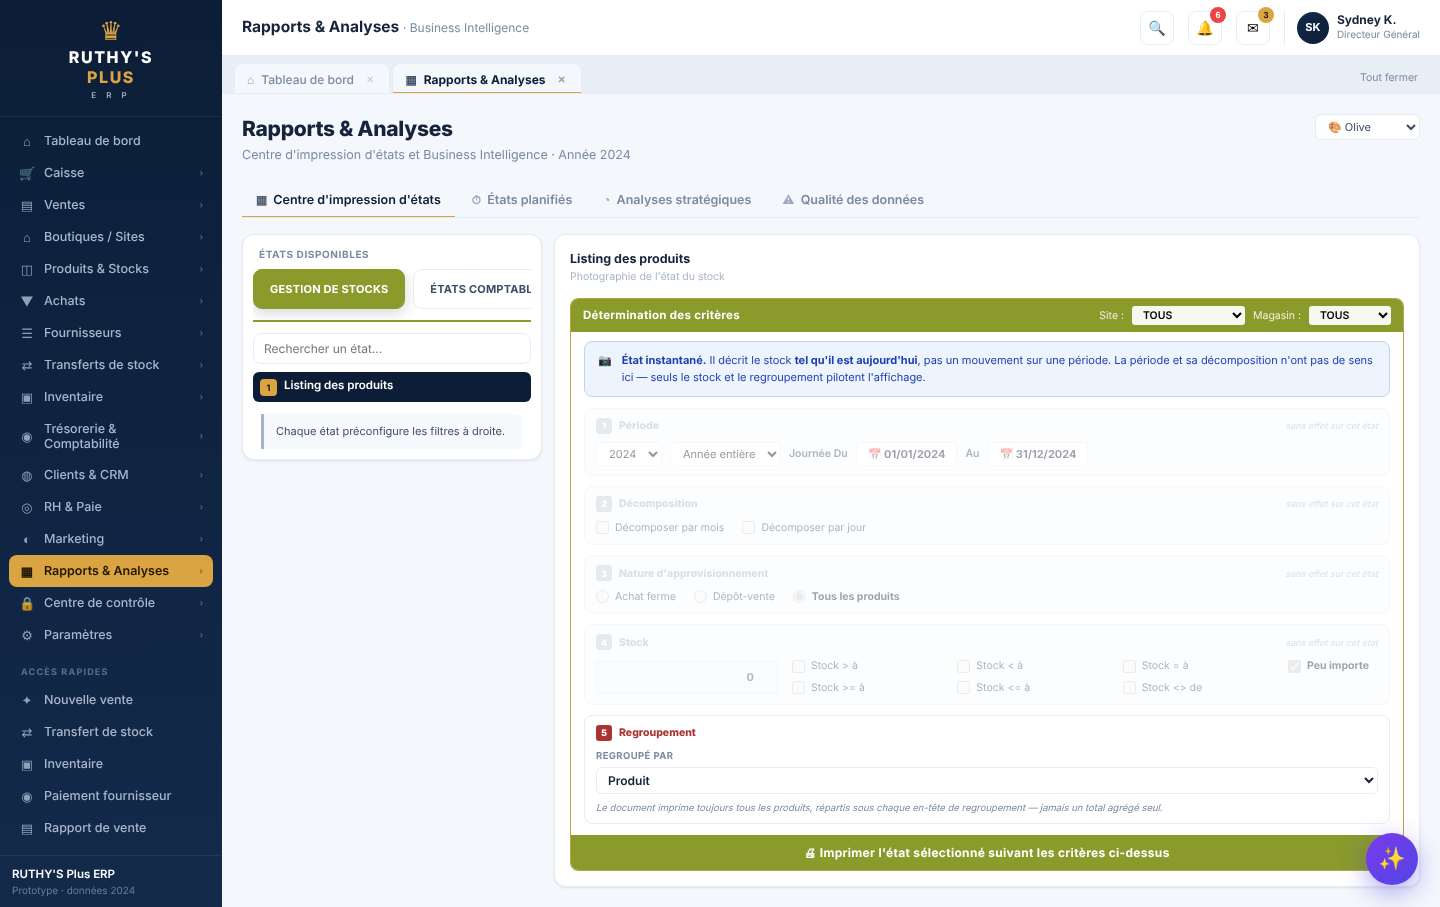 RUTHY'S
PLUS
E R P
Tableau de bord
Caisse
Ventes
Boutiques / Sites
Produits & Stocks
Achats
Fournisseurs
Transferts de stock
Inventaire
Trésorerie &
Comptabilité
Clients & CRM
RH & Paie
Marketing
Rapports & Analyses
Centre de contrôle
Paramètres
ACCÈS RAPIDES
Nouvelle vente
Transfert de stock
Inventaire
Paiement fournisseur
Rapport de vente
RUTHY'S Plus ERP
Prototype · données 2024
Rapports & Analyses · Business Intelligence
6
3
SK
Sydney K.
Directeur Général
Tableau de bord ×
Rapports & Analyses ×
Tout fermer
Rapports & Analyses
Centre d'impression d'états et Business Intelligence · Année 2024
Olive
Centre d'impression d'états
États planifiés
Analyses stratégiques
Qualité des données
ÉTATS DISPONIBLES
GESTION DE STOCKS
ÉTATS COMPTABL
Rechercher un état...
1 Listing des produits
Chaque état préconfigure les filtres à droite.
Listing des produits
Photographie de l'état du stock
Détermination des critères
Site : TOUS
Magasin : TOUS
État instantané. Il décrit le stock tel qu'il est aujourd'hui, pas un mouvement sur une période. La période et sa décomposition n'ont pas de sens
ici — seuls le stock et le regroupement pilotent l'affichage.
1 Période
sans effet sur cet état
2024 Année entière Journée Du 01/01/2024 Au 31/12/2024
2 Décomposition
sans effet sur cet état
Décomposer par mois Décomposer par jour
3 Nature d'approvisionnement
sans effet sur cet état
Achat ferme Dépôt-vente Tous les produits
4 Stock
sans effet sur cet état
0
Stock > à Stock < à Stock = à Peu importe
Stock >= à Stock <= à Stock <> de
5 Regroupement
REGROUPÉ PAR
Produit
Le document imprime toujours tous les produits, répartis sous chaque en-tête de regroupement — jamais un total agrégé seul.
Imprimer l'état sélectionné suivant les critères ci-dessus